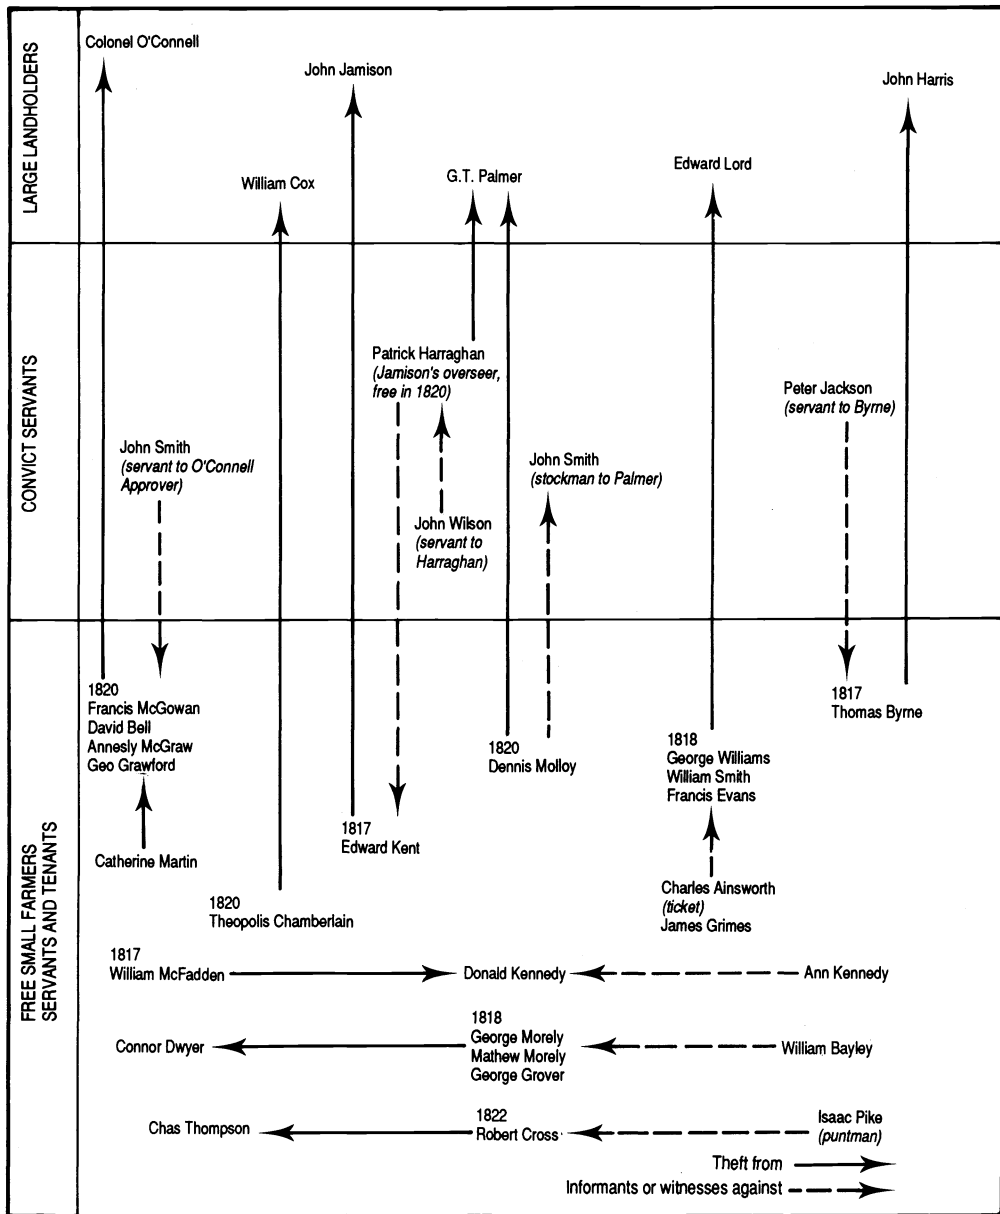 LARGE LANDHOLDERS
Colonel O'Connell
John Jamison
John Harris
William Cox
G.T. Palmer
Edward Lord
CONVICT SERVANTS
Patrick Harraghan
(Jamison's overseer,
free in 1820)
Peter Jackson
(servant to Byrne)
John Smith
(servant to O'Connell
Approver)
John Smith
(stockman to Palmer)
John Wilson
(servant to
Harraghan)
FREE SMALL FARMERS
SERVANTS AND TENANTS
1820
Francis McGowan
David Bell
Annesly McGraw
Geo Grawford
Catherine Martin
1820
Theopolis Chamberlain
1817
Edward Kent
1820
Dennis Molloy
1818
George Williams
William Smith
Francis Evans
Charles Ainsworth
(ticket)
James Grimes
1817
Thomas Byrne
1817
William McFadden
Donald Kennedy
Ann Kennedy
Connor Dwyer
1818
George Morely
Mathew Morely
George Grover
William Bayley
Chas Thompson
1822
Robert Cross
Isaac Pike
(puntman)
Theft from
Informants or witnesses against